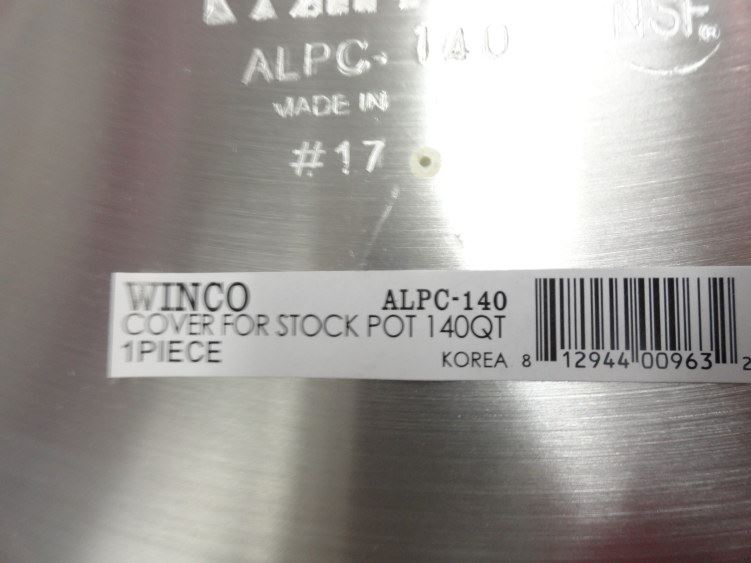 NSF®
ALPC-140
MADE IN
#17
WINCO ALPC-140
COVER FOR STOCK POT 140QT
1PIECE KOREA 8 12944 00963 2